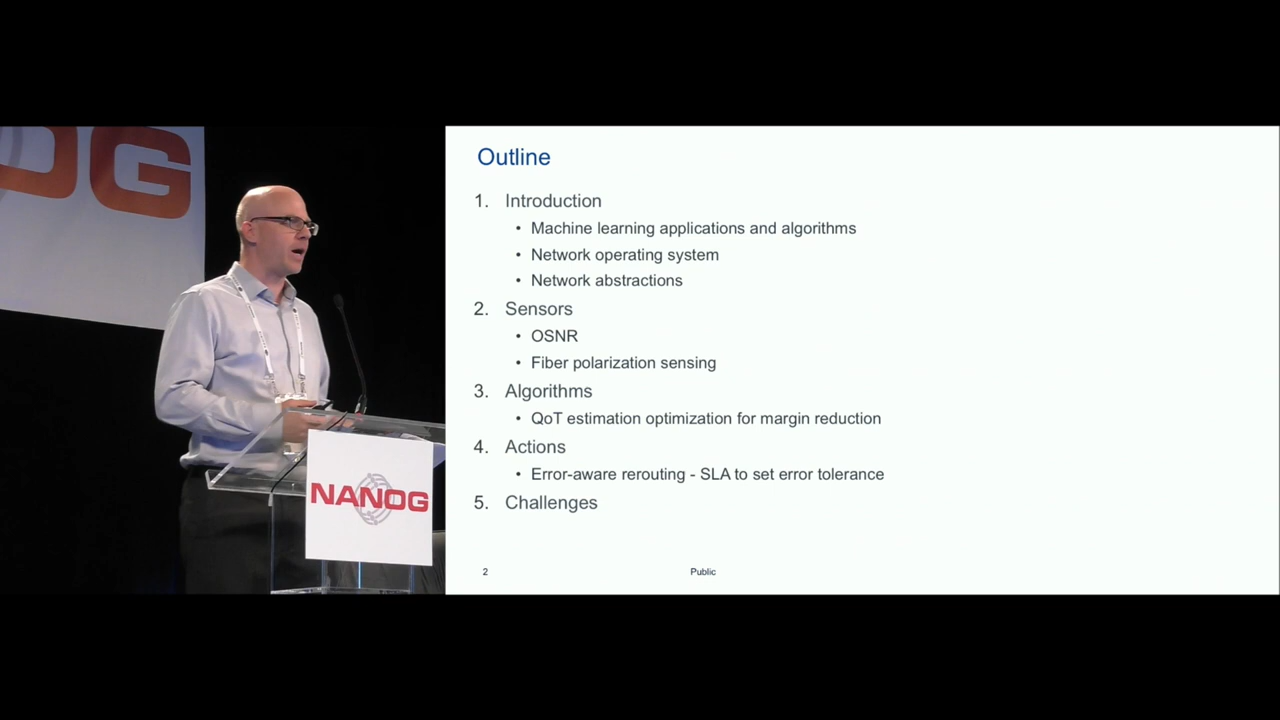 OG
NANOG
Outline
1. Introduction
• Machine learning applications and algorithms
• Network operating system
• Network abstractions
2. Sensors
• OSNR
• Fiber polarization sensing
3. Algorithms
• QoT estimation optimization for margin reduction
4. Actions
• Error-aware rerouting - SLA to set error tolerance
5. Challenges
2
Public